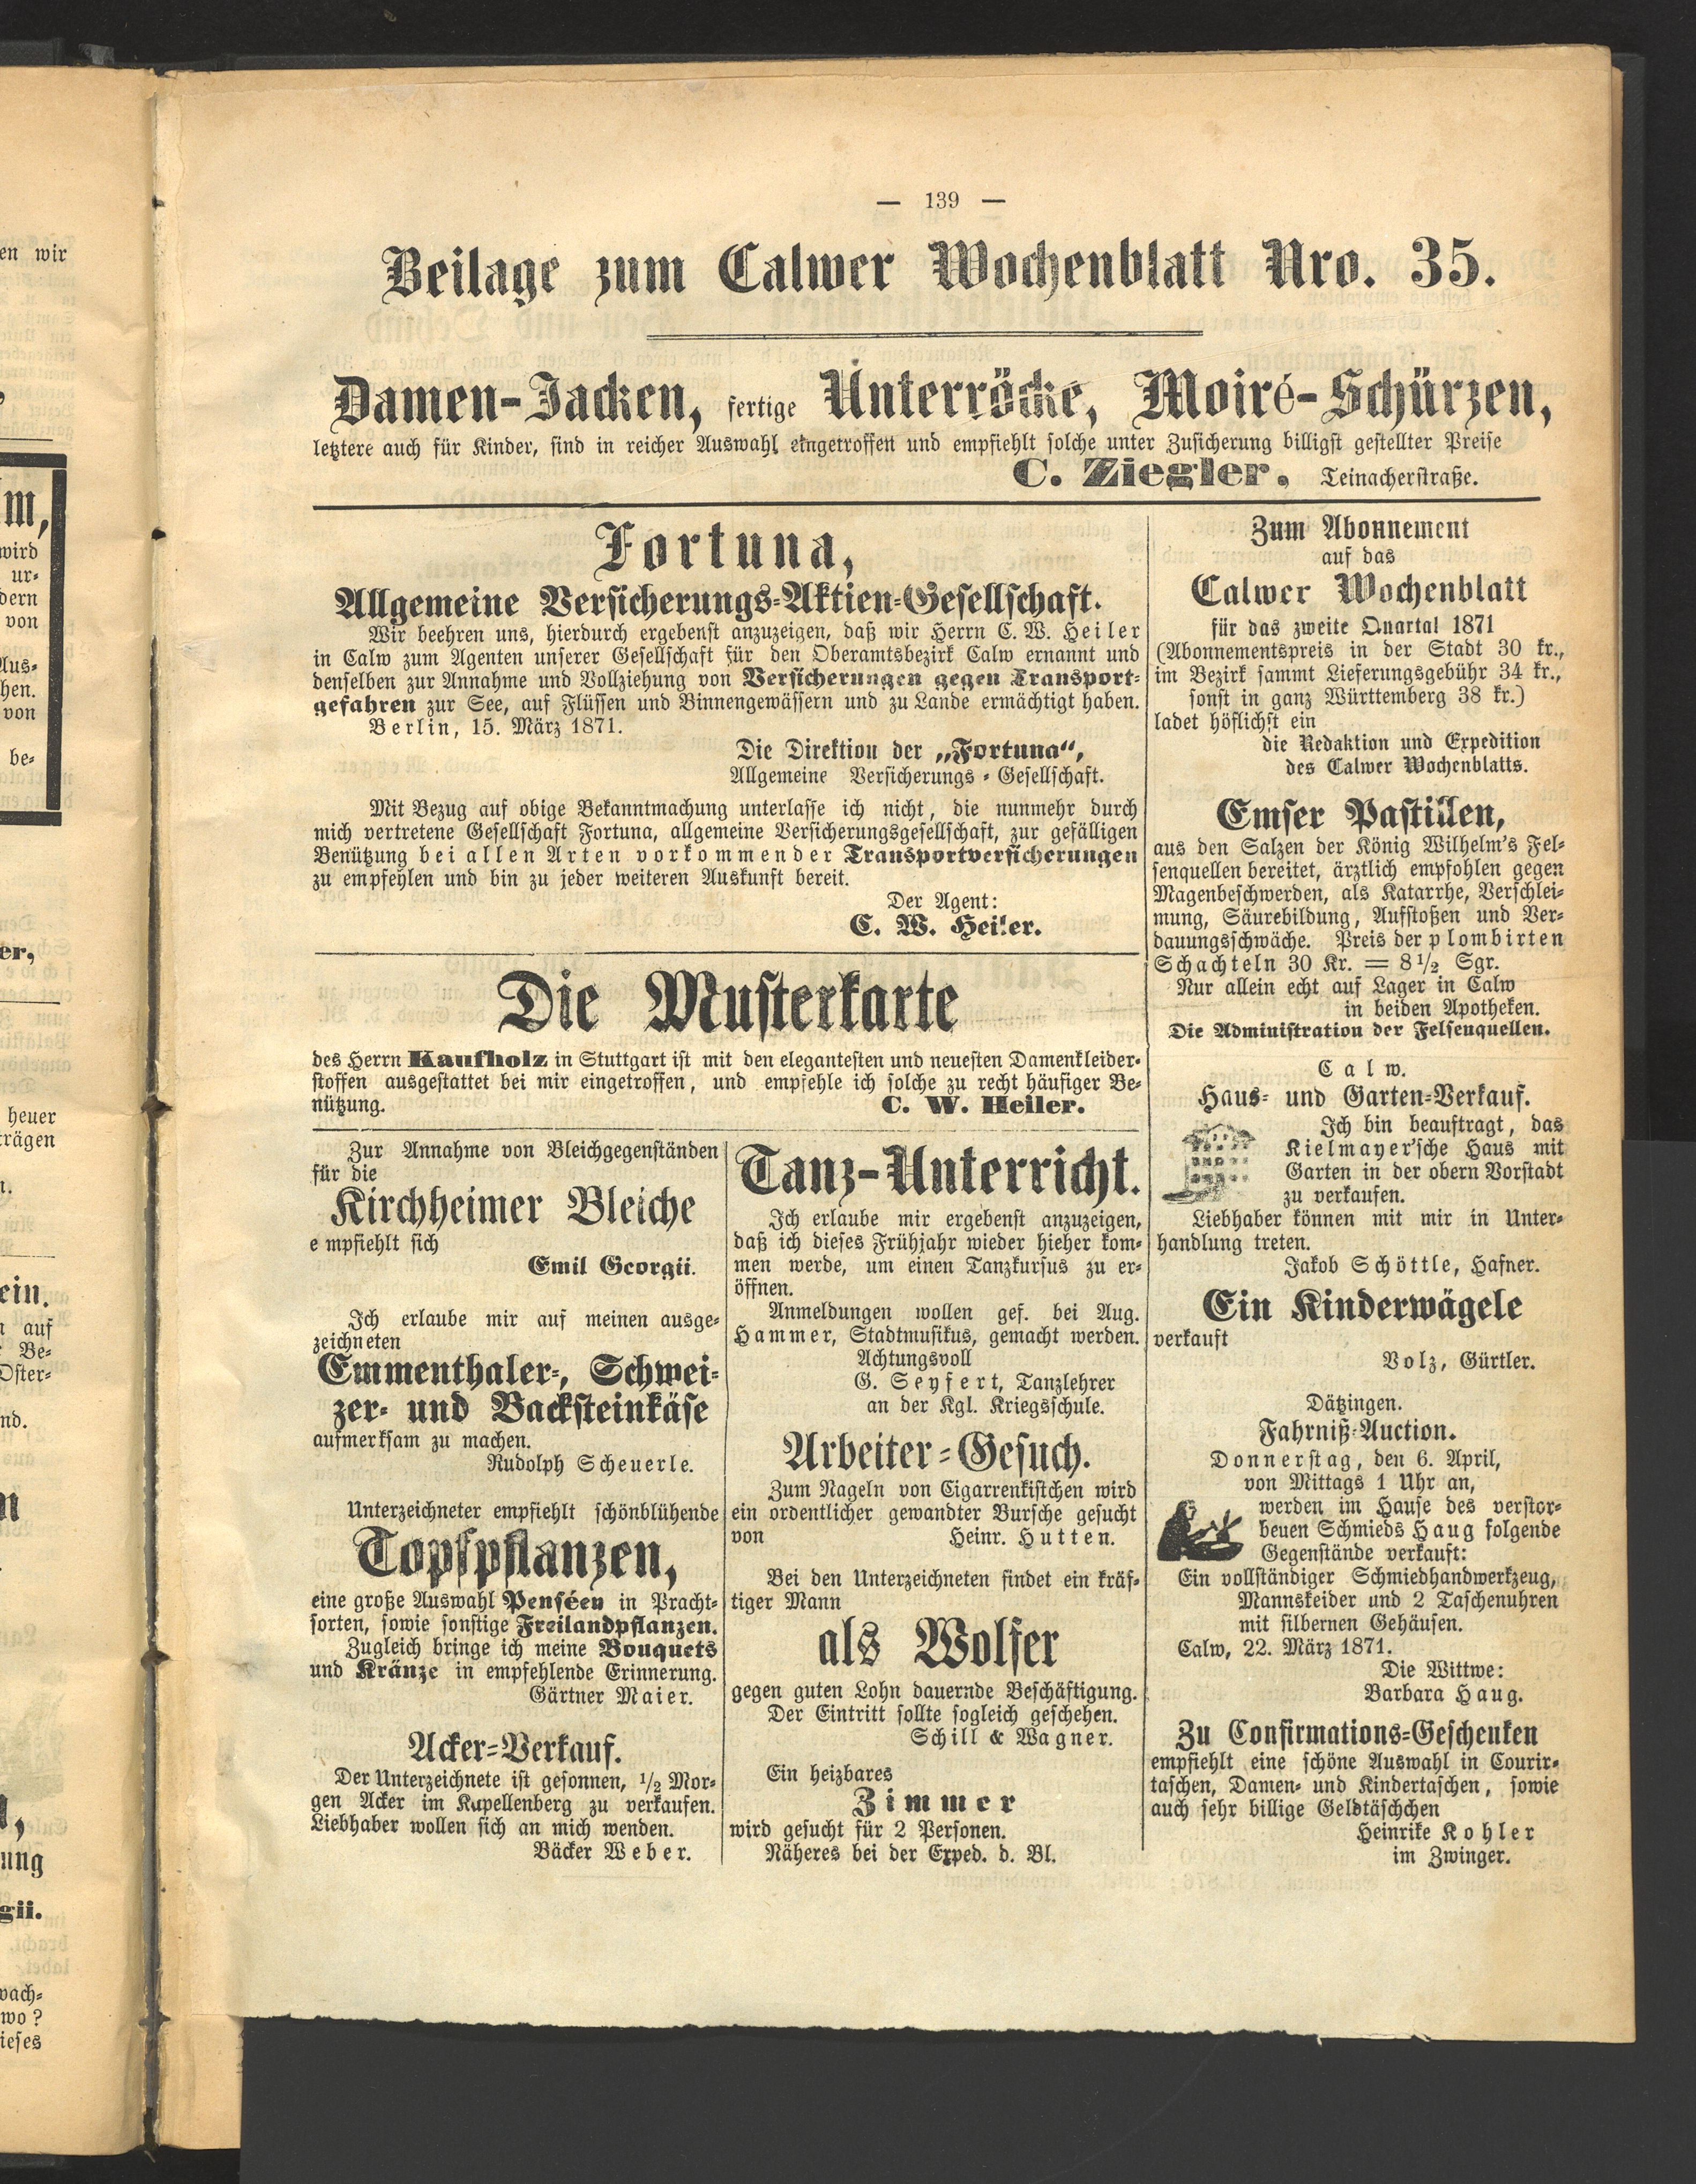 — 139 —
Beilage zum Calwer Wochenblatt Nro. 35.
Damen-Jacken, fertige Unterröcke, Moiré-Schürzen,
letztere auch für Kinder, sind in reicher Auswahl eingetroffen und empfiehlt solche unter Zusicherung billigst gestellter Preise
C. Ziegler, Teinacherstraße.
Fortuna,
Allgemeine Versicherungs-Aktien-Gesellschaft.
Wir beehren uns, hierdurch ergebenst anzuzeigen, daß wir Herrn C. W. Heiler
in Calw zum Agenten unserer Gesellschaft für den Oberamtsbezirk Calw ernannt und
denselben zur Annahme und Vollziehung von Versicherungen gegen Transport-
gefahren zur See, auf Flüssen und Binnengewässern und zu Lande ermächtigt haben.
Berlin, 15. März 1871.
Die Direktion der „Fortuna“,
Allgemeine Versicherungs-Gesellschaft.
Mit Bezug auf obige Bekanntmachung unterlasse ich nicht, die nunmehr durch
mich vertretene Gesellschaft Fortuna, allgemeine Versicherungsgesellschaft, zur gefälligen
Benützung bei allen Arten vorkommender Transportversicherungen
zu empfehlen und bin zu jeder weiteren Auskunft bereit.
Der Agent:
C. W. Heiler.
Die Musterkarte
des Herrn Kaufholz in Stuttgart ist mit den elegantesten und neuesten Damenkleider-
stoffen ausgestattet bei mir eingetroffen, und empfehle ich solche zu recht häufiger Be-
nützung.
C. W. Heiler.
Zur Annahme von Bleichgegenständen
für die
Kirchheimer Bleiche
e mpfiehlt sich
Emil Georgii.
Ich erlaube mir auf meinen ausge-
zeichneten
Emmenthaler-, Schwei-
zer- und Backsteinkäse
aufmerksam zu machen.
Rudolph Scheuerle.
Unterzeichneter empfiehlt schönblühende
Topfpflanzen,
eine große Auswahl Penséen in Pracht-
sorten, sowie sonstige Freilandpflanzen.
Zugleich bringe ich meine Bouquets
und Kränze in empfehlende Erinnerung.
Gärtner Maier.
Acker-Verkauf.
Der Unterzeichnete ist gesonnen, 1/2 Mor-
gen Acker im Kapellenberg zu verkaufen.
Liebhaber wollen sich an mich wenden.
Bäcker Weber.
Tanz-Unterricht.
Ich erlaube mir ergebenst anzuzeigen,
daß ich dieses Frühjahr wieder hieher kom-
men werde, um einen Tanzkursus zu er-
öffnen.
Anmeldungen wollen gef. bei Aug.
Hammer, Stadtmusikus, gemacht werden.
Achtungsvoll
G. Seyfert, Tanzlehrer
an der Kgl. Kriegsschule.
Arbeiter-Gesuch.
Zum Nageln von Cigarrenkistchen wird
ein ordentlicher gewandter Bursche gesucht
von Heinr. Hutten.
Bei den Unterzeichneten findet ein kräf-
tiger Mann
als Wolfer
gegen guten Lohn dauernde Beschäftigung.
Der Eintritt sollte sogleich geschehen.
Schill & Wagner.
Ein heizbares
Zimmer
wird gesucht für 2 Personen.
Näheres bei der Exped. d. Bl.
Zum Abonnement
auf das
Calwer Wochenblatt
für das zweite Quartal 1871
(Abonnementspreis in der Stadt 30 kr.,
im Bezirk sammt Lieferungsgebühr 34 kr.,
sonst in ganz Württemberg 38 kr.)
ladet höflichst ein
die Redaktion und Expedition
des Calwer Wochenblatts.
Emser Pastillen,
aus den Salzen der König Wilhelm's Fel-
senquellen bereitet, ärztlich empfohlen gegen
Magenbeschwerden, als Katarrhe, Verschlei-
mung, Säurebildung, Aufstoßen und Ver-
dauungsschwäche. Preis der plombirten
Schachteln 30 Kr. = 8 1/2 Sgr.
Nur allein echt auf Lager in Calw
in beiden Apotheken.
Die Administration der Felsenquellen.
Calw.
Haus- und Garten-Verkauf.
Ich bin beauftragt, das
Kielmayer'sche Haus mit
Garten in der obern Vorstadt
zu verkaufen.
Liebhaber können mit mir in Unter-
handlung treten.
Jakob Schöttle, Hafner.
Ein Kinderwägele
verkauft
Volz, Gürtler.
Dätzingen.
Fahrniß-Auction.
Donnerstag, den 6. April,
von Mittags 1 Uhr an,
werden im Hause des verstor-
benen Schmieds Haug folgende
Gegenstände verkauft:
Ein vollständiger Schmiedhandwerkzeug,
Mannskeider und 2 Taschenuhren
mit silbernen Gehäusen.
Calw, 22. März 1871.
Die Wittwe:
Barbara Haug.
Zu Confirmations-Geschenken
empfiehlt eine schöne Auswahl in Courir-
taschen, Damen- und Kindertaschen, sowie
auch sehr billige Geldtäschchen
Heinrike Kohler
im Zwinger.